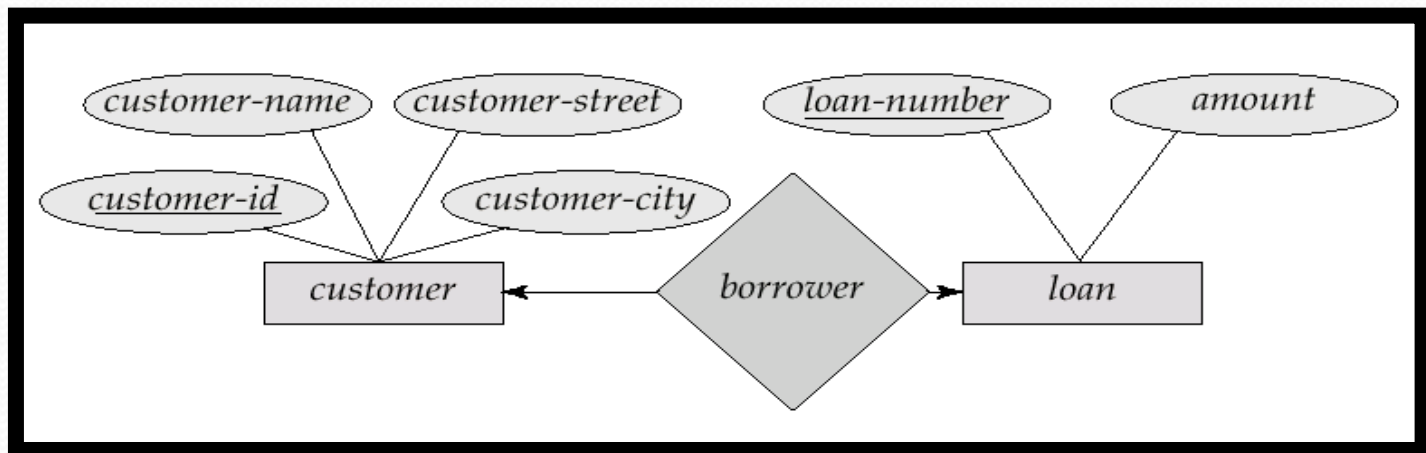 customer-name
customer-street
loan-number
amount
customer-id
customer-city
customer
borrower
loan